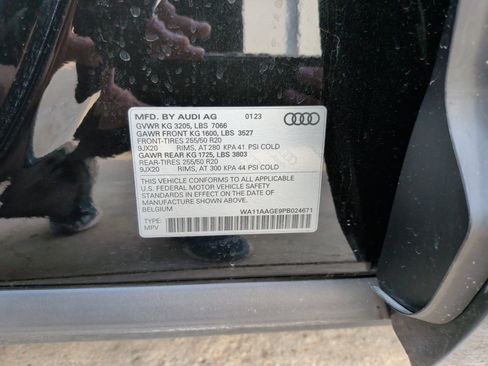 MFD. BY AUDI AG 01/23
GVWR KG 3205, LBS 7066
GAWR FRONT KG 1600, LBS 3527
FRONT-TIRES 255/50 R20
9JX20 RIMS, AT 280 KPA 41 PSI COLD
GAWR REAR KG 1725, LBS 3803
REAR-TIRES 255/50 R20
9JX20 RIMS, AT 300 KPA 44 PSI COLD
THIS VEHICLE CONFORMS TO ALL APPLICABLE
U.S. FEDERAL MOTOR VEHICLE SAFETY
STANDARDS IN EFFECT ON THE DATE OF
MANUFACTURE SHOWN ABOVE.
BELGIUM WA11AAGE9PB024671
TYPE:
MPV